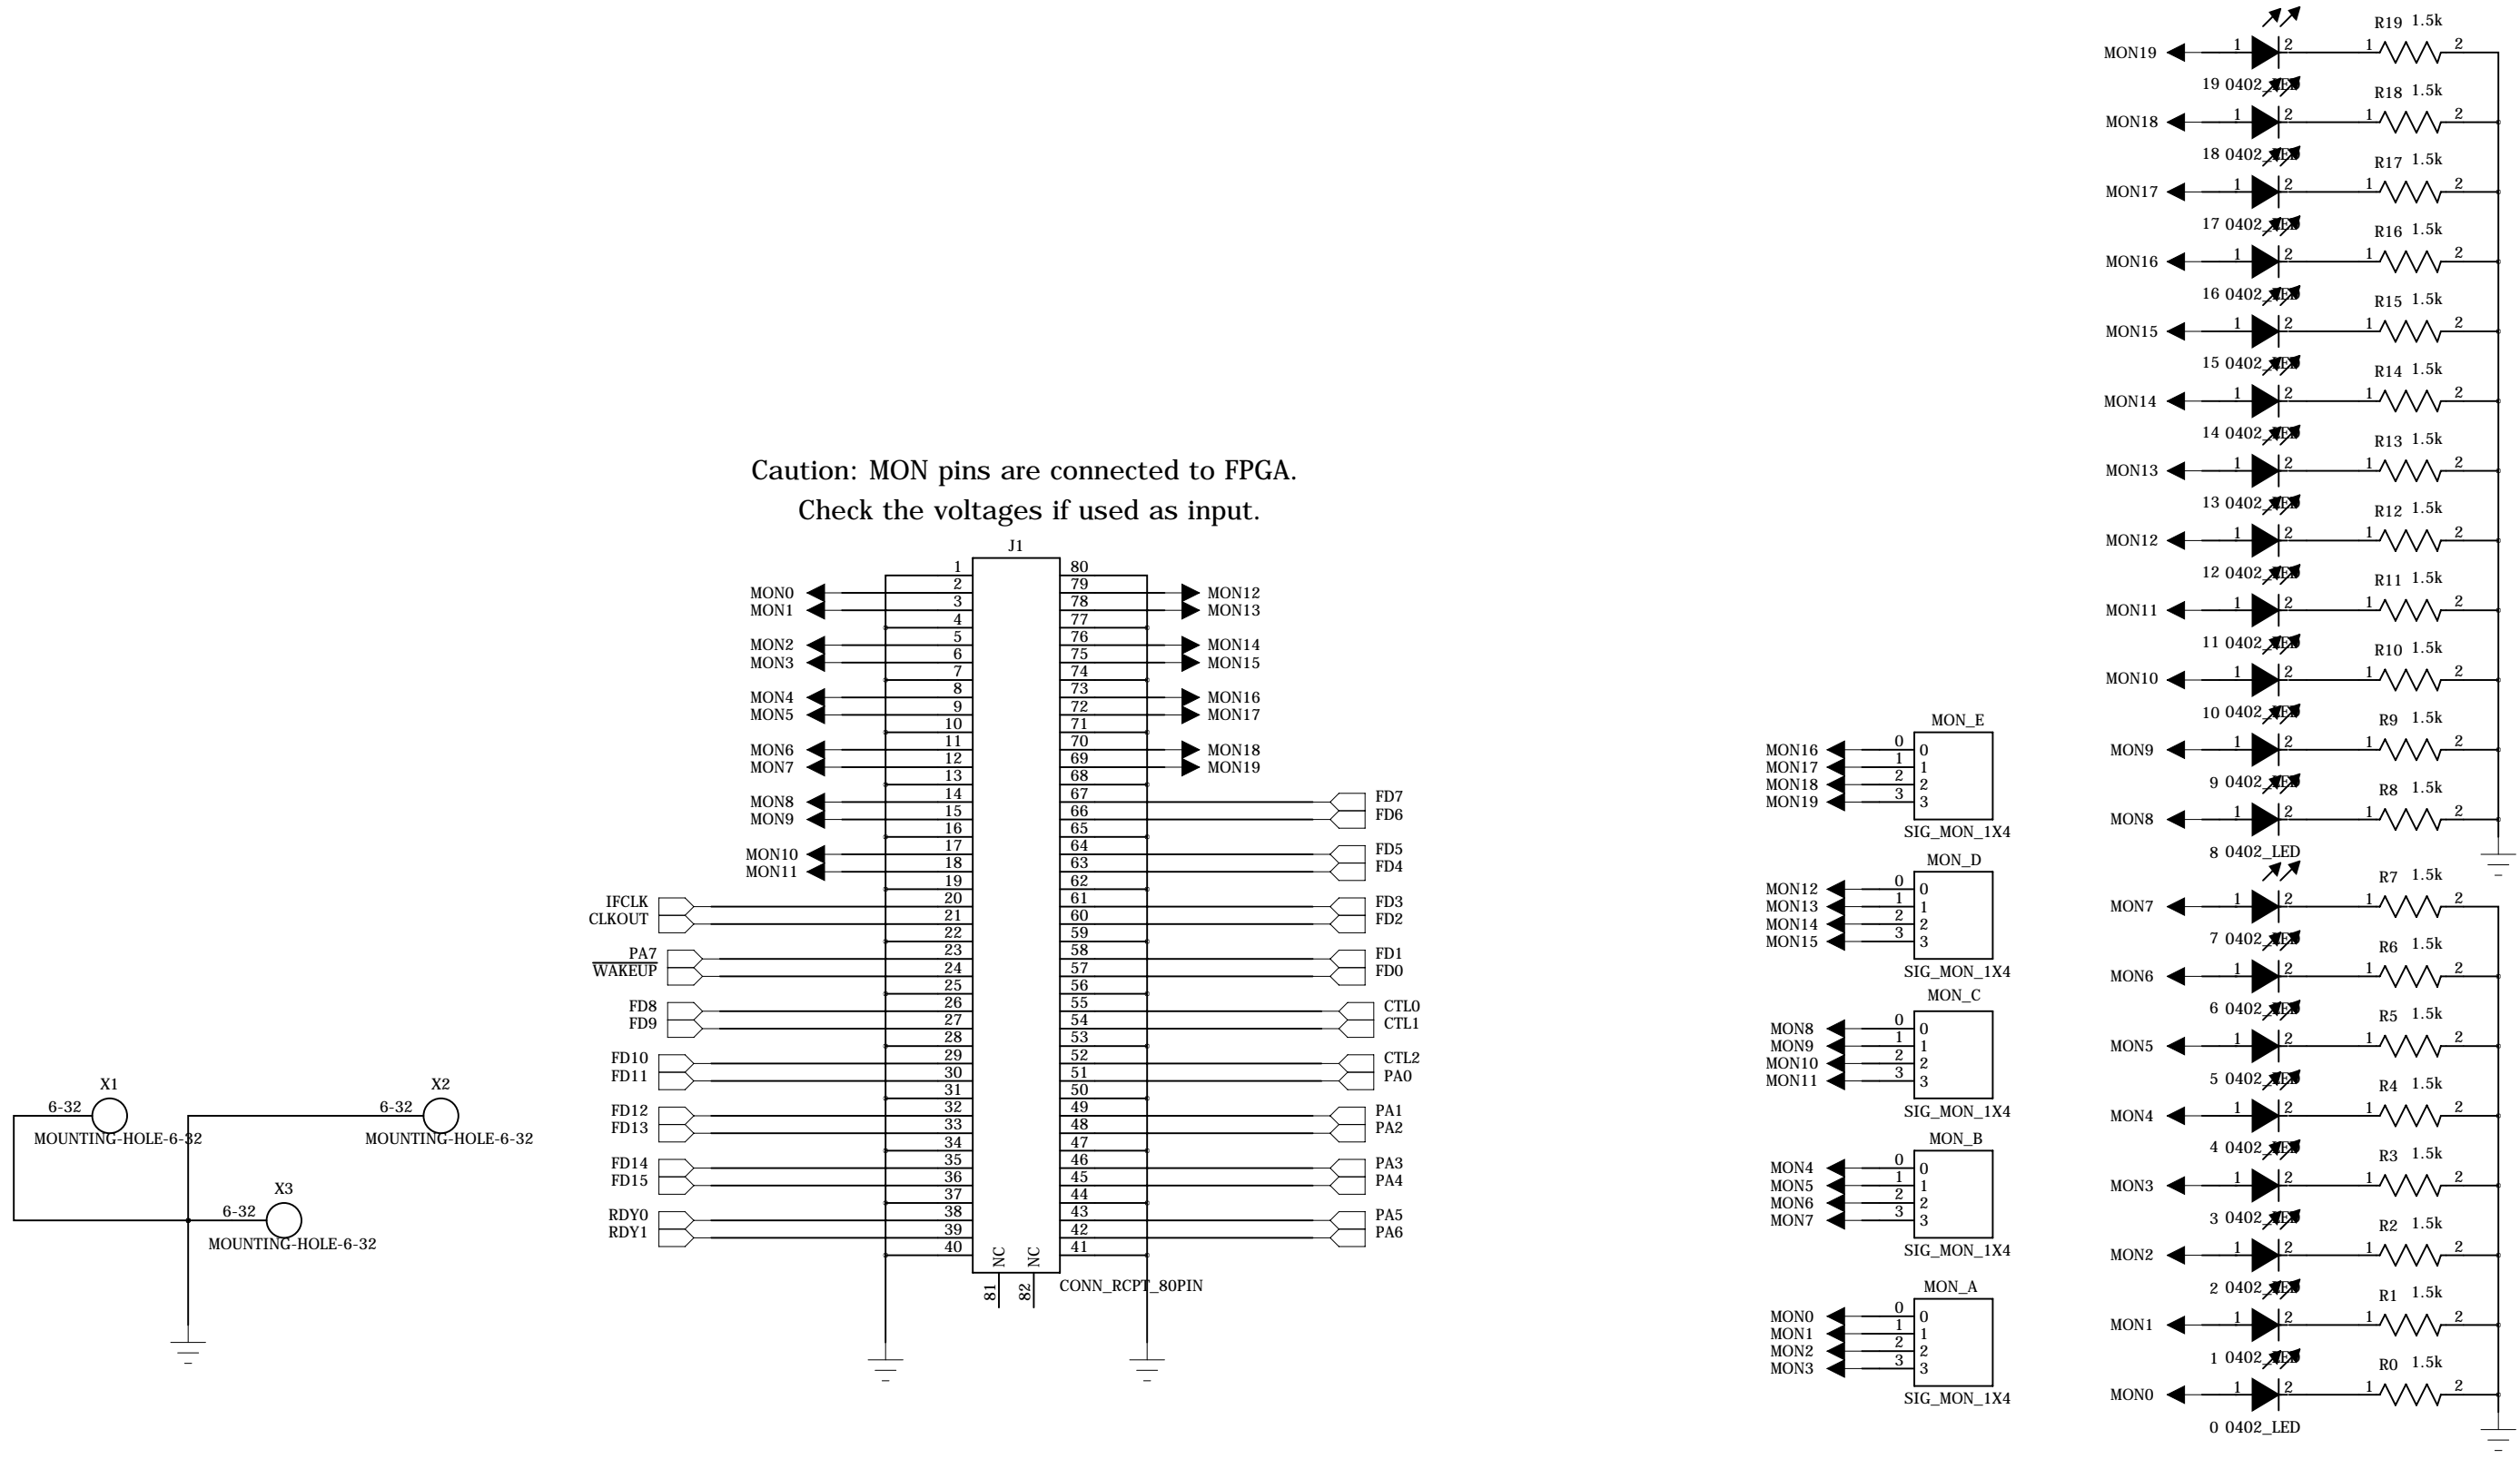 Caution: MON pins are connected to FPGA.
Check the voltages if used as input.
J1
1 80
MON0 2 79 MON12
MON1 3 78 MON13
4 77
MON2 5 76 MON14
MON3 6 75 MON15
7 74
MON4 8 73 MON16
MON5 9 72 MON17
10 71
MON6 11 70 MON18
MON7 12 69 MON19
13 68
MON8 14 67 FD7
MON9 15 66 FD6
16 65
MON10 17 64 FD5
MON11 18 63 FD4
19 62
IFCLK 20 61 FD3
CLKOUT 21 60 FD2
22 59
PA7 23 58 FD1
WAKEUP 24 57 FD0
25 56
FD8 26 55 CTL0
FD9 27 54 CTL1
28 53
FD10 29 52 CTL2
FD11 30 51 PA0
31 50
FD12 32 49 PA1
FD13 33 48 PA2
34 47
FD14 35 46 PA3
FD15 36 45 PA4
37 44
RDY0 38 43 PA5
RDY1 39 42 PA6
40 41
NC NC
81 82
CONN_RCPT_80PIN
X1
6-32
MOUNTING-HOLE-6-32
X2
6-32
MOUNTING-HOLE-6-32
X3
6-32
MOUNTING-HOLE-6-32
MON_E
MON16 0 0
MON17 1 1
MON18 2 2
MON19 3 3
SIG_MON_1X4
MON_D
MON12 0 0
MON13 1 1
MON14 2 2
MON15 3 3
SIG_MON_1X4
MON_C
MON8 0 0
MON9 1 1
MON10 2 2
MON11 3 3
SIG_MON_1X4
MON_B
MON4 0 0
MON5 1 1
MON6 2 2
MON7 3 3
SIG_MON_1X4
MON_A
MON0 0 0
MON1 1 1
MON2 2 2
MON3 3 3
SIG_MON_1X4
R19 1.5k
MON19 1 2 1 2
19 0402_LED
R18 1.5k
MON18 1 2 1 2
18 0402_LED
R17 1.5k
MON17 1 2 1 2
17 0402_LED
R16 1.5k
MON16 1 2 1 2
16 0402_LED
R15 1.5k
MON15 1 2 1 2
15 0402_LED
R14 1.5k
MON14 1 2 1 2
14 0402_LED
R13 1.5k
MON13 1 2 1 2
13 0402_LED
R12 1.5k
MON12 1 2 1 2
12 0402_LED
R11 1.5k
MON11 1 2 1 2
11 0402_LED
R10 1.5k
MON10 1 2 1 2
10 0402_LED
R9 1.5k
MON9 1 2 1 2
9 0402_LED
R8 1.5k
MON8 1 2 1 2
8 0402_LED
R7 1.5k
MON7 1 2 1 2
7 0402_LED
R6 1.5k
MON6 1 2 1 2
6 0402_LED
R5 1.5k
MON5 1 2 1 2
5 0402_LED
R4 1.5k
MON4 1 2 1 2
4 0402_LED
R3 1.5k
MON3 1 2 1 2
3 0402_LED
R2 1.5k
MON2 1 2 1 2
2 0402_LED
R1 1.5k
MON1 1 2 1 2
1 0402_LED
R0 1.5k
MON0 1 2 1 2
0 0402_LED